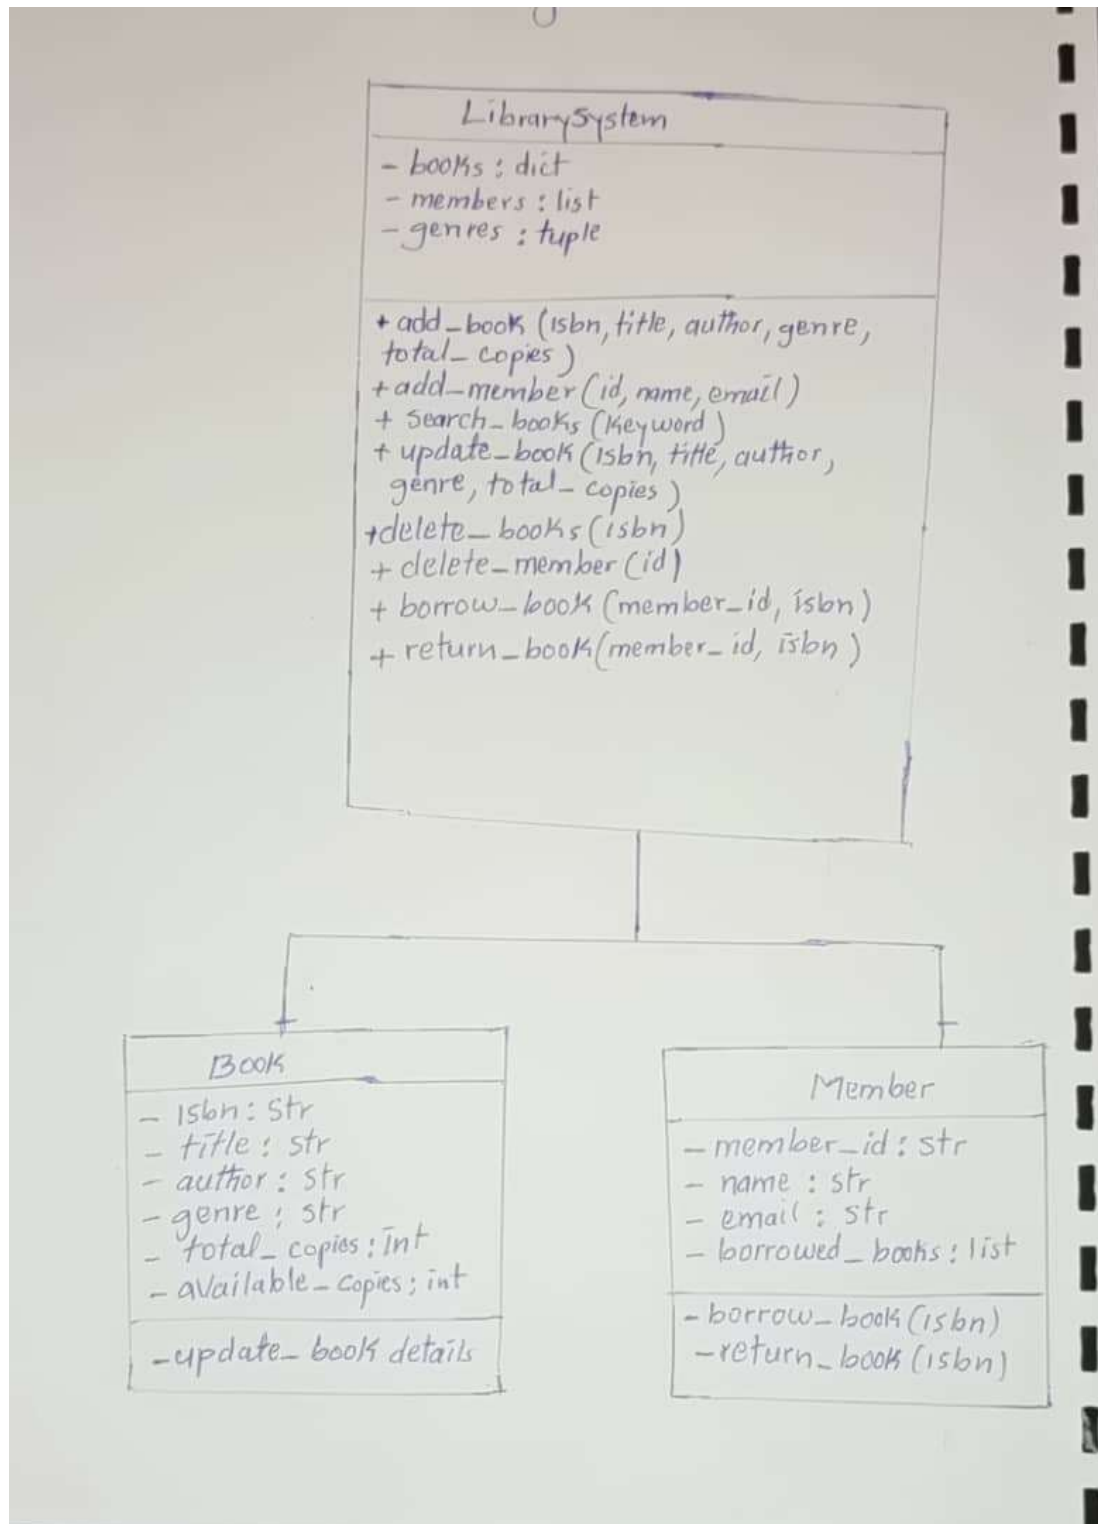 LibrarySystem
- books : dict
- members : list
- genres : tuple
+ add_book (isbn, title, author, genre,
total_copies)
+ add_member (id, name, email)
+ search_books (keyword)
+ update_book (isbn, title, author,
genre, total_copies)
+ delete_books (isbn)
+ delete_member (id)
+ borrow_book (member_id, isbn)
+ return_book (member_id, isbn)
Book
- isbn : str
- title : str
- author : str
- genre : str
- total_copies : int
- available_copies : int
- update_book details
Member
- member_id : str
- name : str
- email : str
- borrowed_books : list
- borrow_book (isbn)
- return_book (isbn)